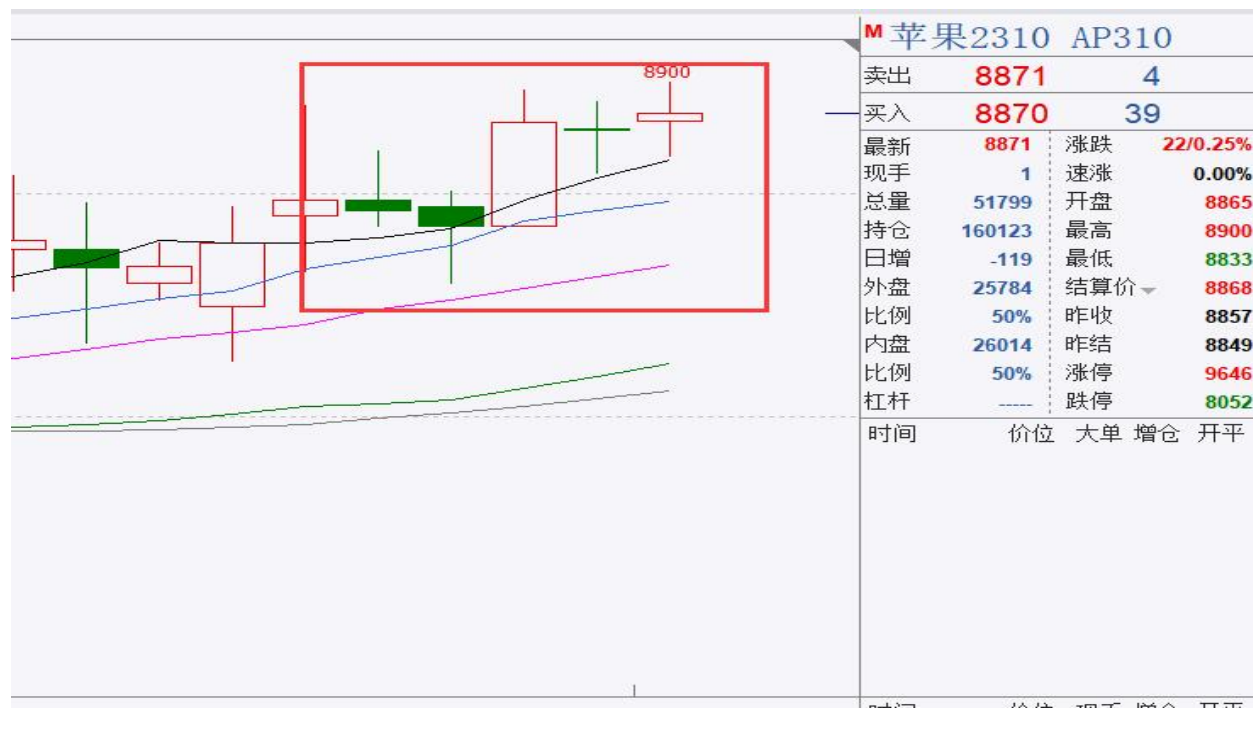 8900
M 苹果2310 AP310
卖出 8871 4
买入 8870 39
最新 8871 涨跌 22/0.25%
现手 1 速涨 0.00%
总量 51799 开盘 8865
持仓 160123 最高 8900
日增 -119 最低 8833
外盘 25784 结算价 8868
比例 50% 昨收 8857
内盘 26014 昨结 8849
比例 50% 涨停 9646
杠杆 ----- 跌停 8052
时间 价位 大单 增仓 开平